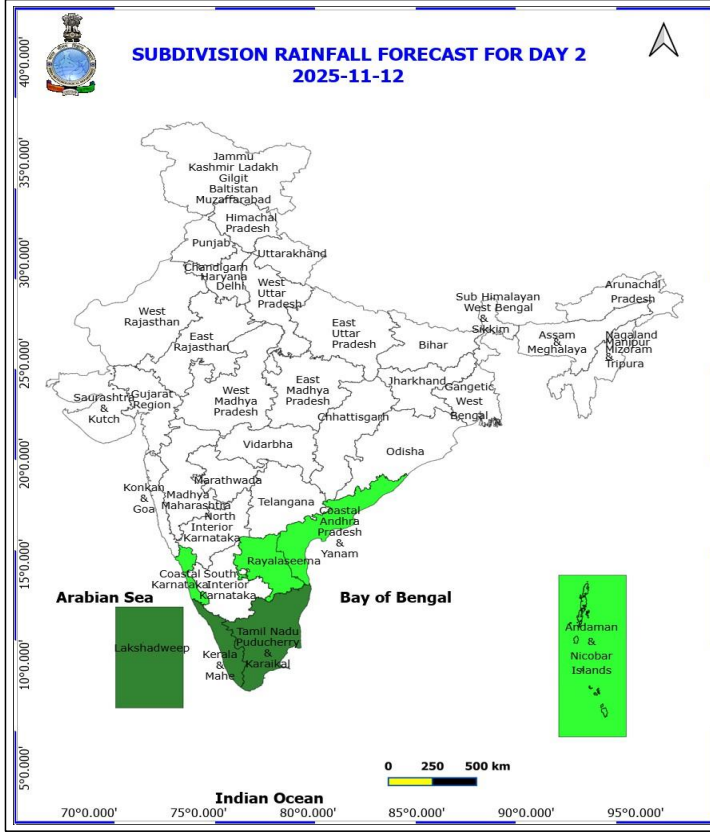 SUBDIVISION RAINFALL FORECAST FOR DAY 2
2025-11-12
40°0.000'
35°0.000'
30°0.000'
25°0.000'
20°0.000'
15°0.000'
10°0.000'
5°0.000'
Jammu
Kashmir Ladakh
Gilgit
Baltistan
Muzaffarabad
Himachal
Pradesh
Punjab
Uttarakhand
Chandigarh
Haryana
Delhi
West
Uttar
Pradesh
West
Rajasthan
East
Rajasthan
East
Uttar
Pradesh
Bihar
Sub Himalayan
West Bengal
&
Sikkim
Arunachal
Pradesh
Assam
&
Meghalaya
Nagaland
Manipur
Mizoram
&
Tripura
Saurashtra
&
Kutch
Gujarat
Region
West
Madhya
Pradesh
East
Madhya
Pradesh
Jharkhand
Gangetic
West
Bengal
Chhattisgarh
Odisha
Vidarbha
Konkan
&
Goa
Madhya
Maharashtra
Marathwada
Telangana
North
Interior
Karnataka
Coastal
Andhra
Pradesh
&
Yanam
Rayalaseema
Coastal
Karnataka
South
Interior
Karnataka
Arabian Sea
Bay of Bengal
Lakshadweep
Kerala
&
Mahe
Tamil Nadu
Puducherry
&
Karaikal
Andaman
&
Nicobar
Islands
0 250 500 km
Indian Ocean
70°0.000' 75°0.000' 80°0.000' 85°0.000' 90°0.000' 95°0.000'